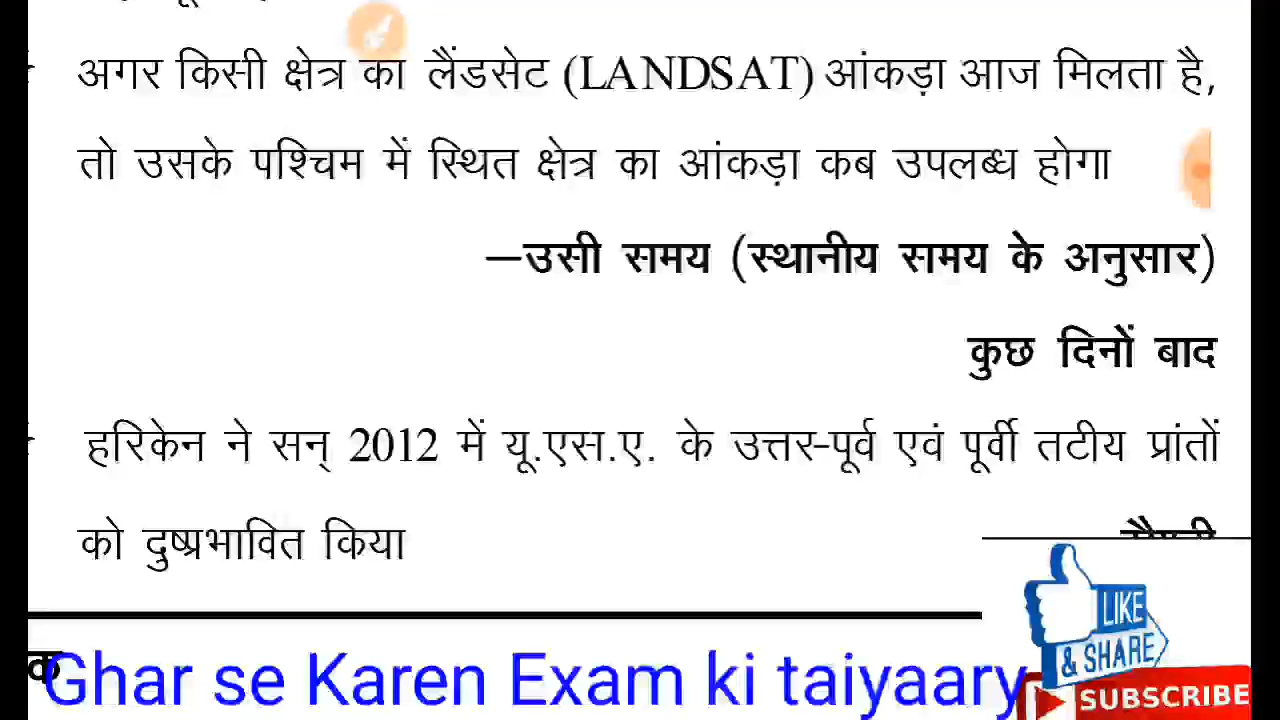 अगर किसी क्षेत्र का लैंडसेट (LANDSAT) आंकड़ा आज मिलता है,
तो उसके पश्चिम में स्थित क्षेत्र का आंकड़ा कब उपलब्ध होगा
—उसी समय (स्थानीय समय के अनुसार)
कुछ दिनों बाद
हरिकेन ने सन् 2012 में यू.एस.ए. के उत्तर-पूर्व एवं पूर्वी तटीय प्रांतों
को दुष्प्रभावित किया
LIKE
& SHARE
Ghar se Karen Exam ki taiyaary
SUBSCRIBE